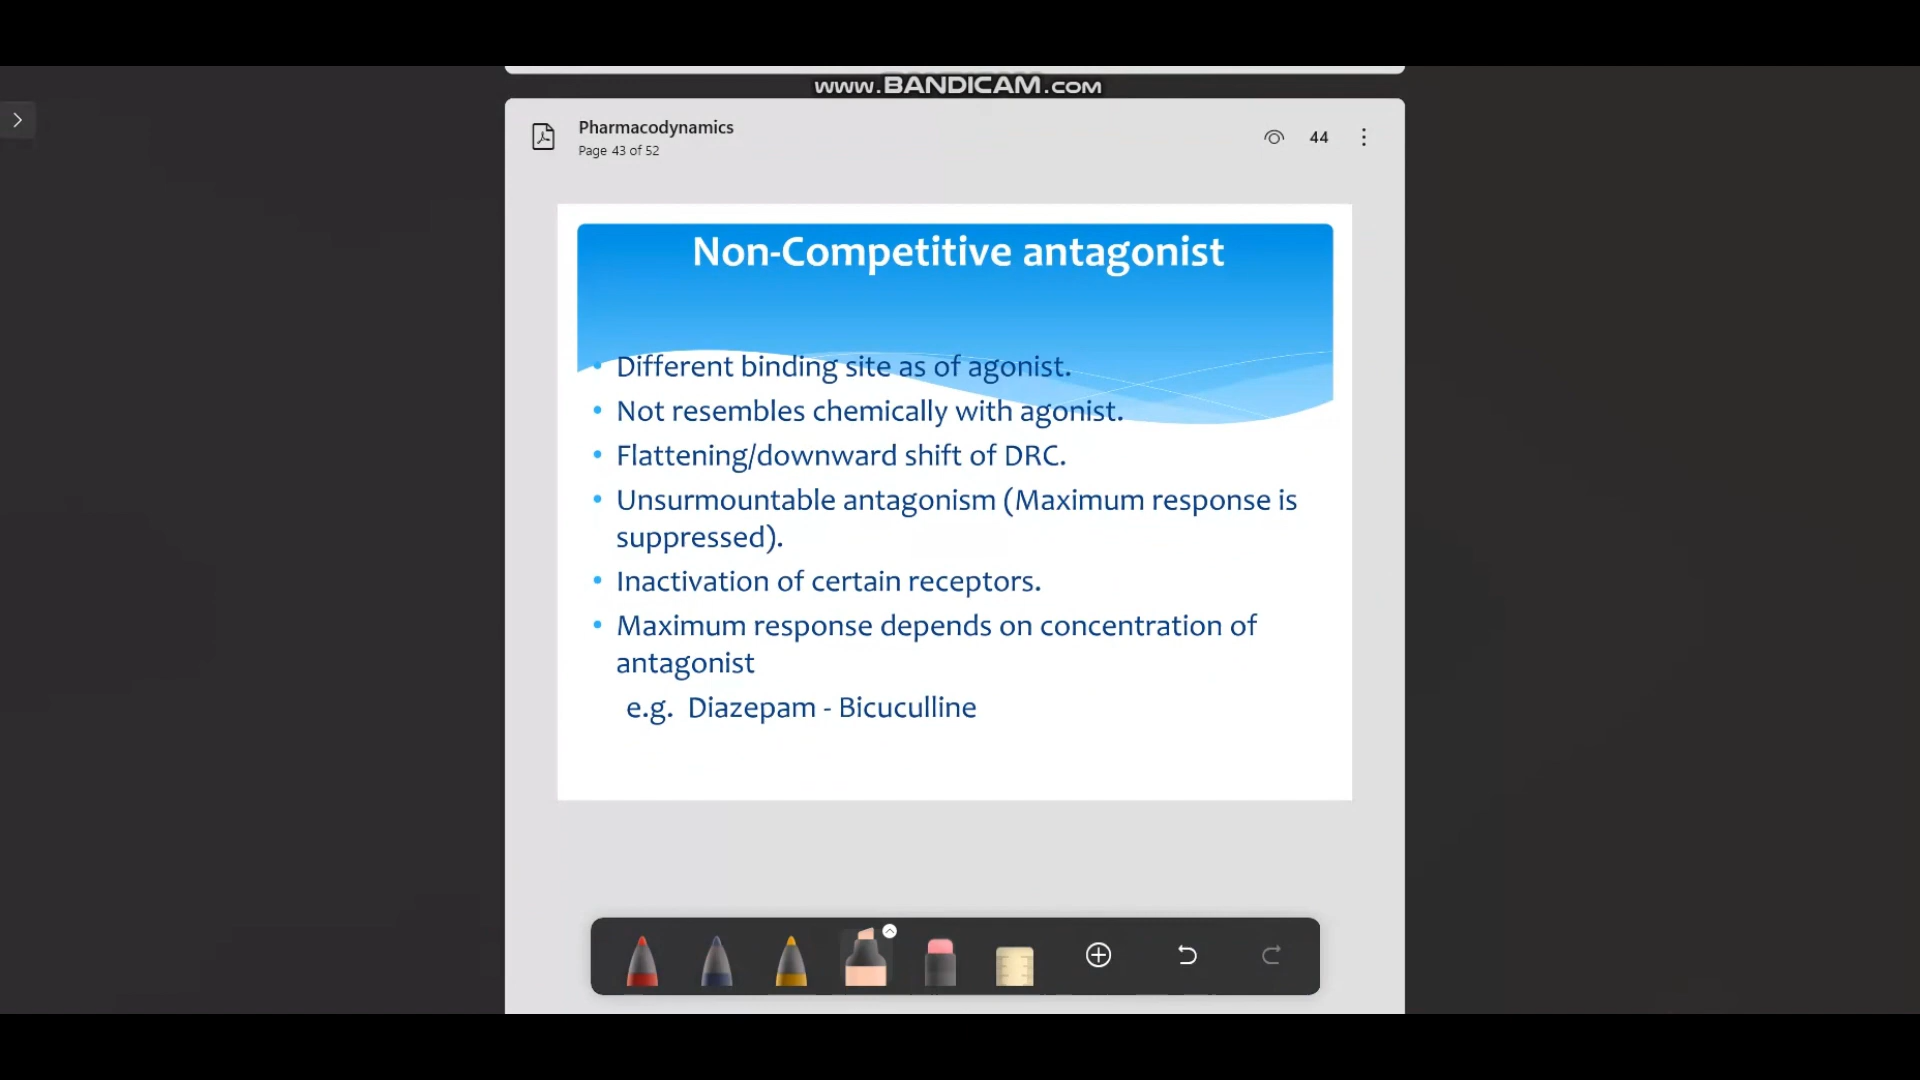 www.BANDICAM.com
Pharmacodynamics
Page 43 of 52
44
Non-Competitive antagonist
• Different binding site as of agonist.
• Not resembles chemically with agonist.
• Flattening/downward shift of DRC.
• Unsurmountable antagonism (Maximum response is
suppressed).
• Inactivation of certain receptors.
• Maximum response depends on concentration of
antagonist
e.g. Diazepam - Bicuculline